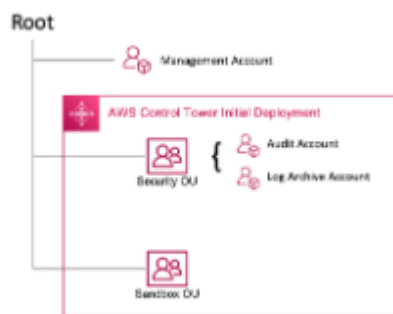 Root
Management Account
AWS Control Tower Initial Deployment
Audit Account
Security OU
Log Archive Account
Sandbox OU